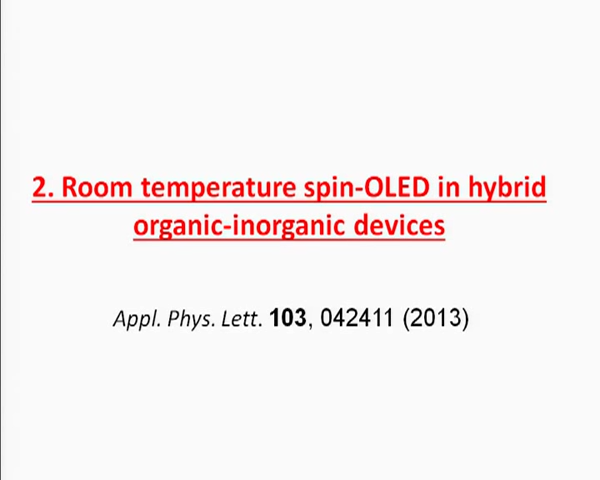 2. Room temperature spin-OLED in hybrid
organic-inorganic devices
Appl. Phys. Lett. 103, 042411 (2013)